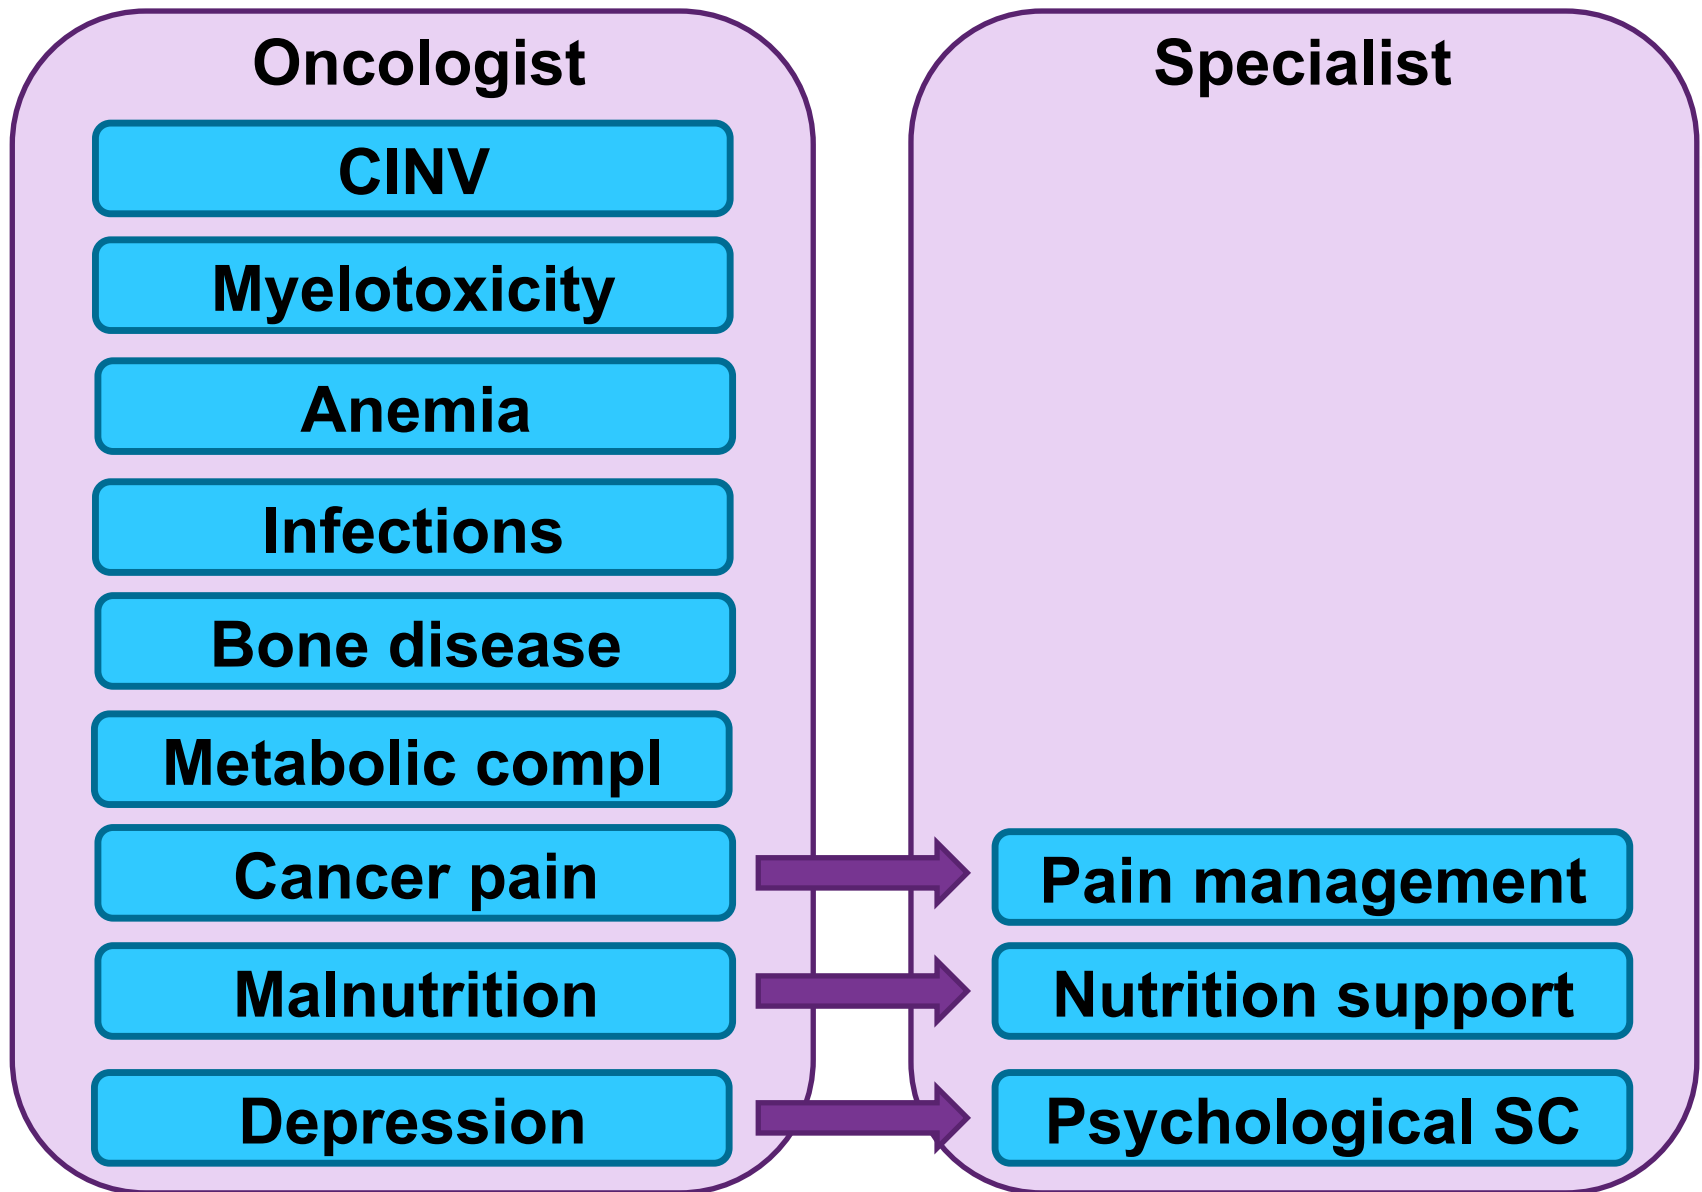 Oncologist
CINV
Myelotoxicity
Anemia
Infections
Bone disease
Metabolic compl
Cancer pain
Malnutrition
Depression
Specialist
Pain management
Nutrition support
Psychological SC